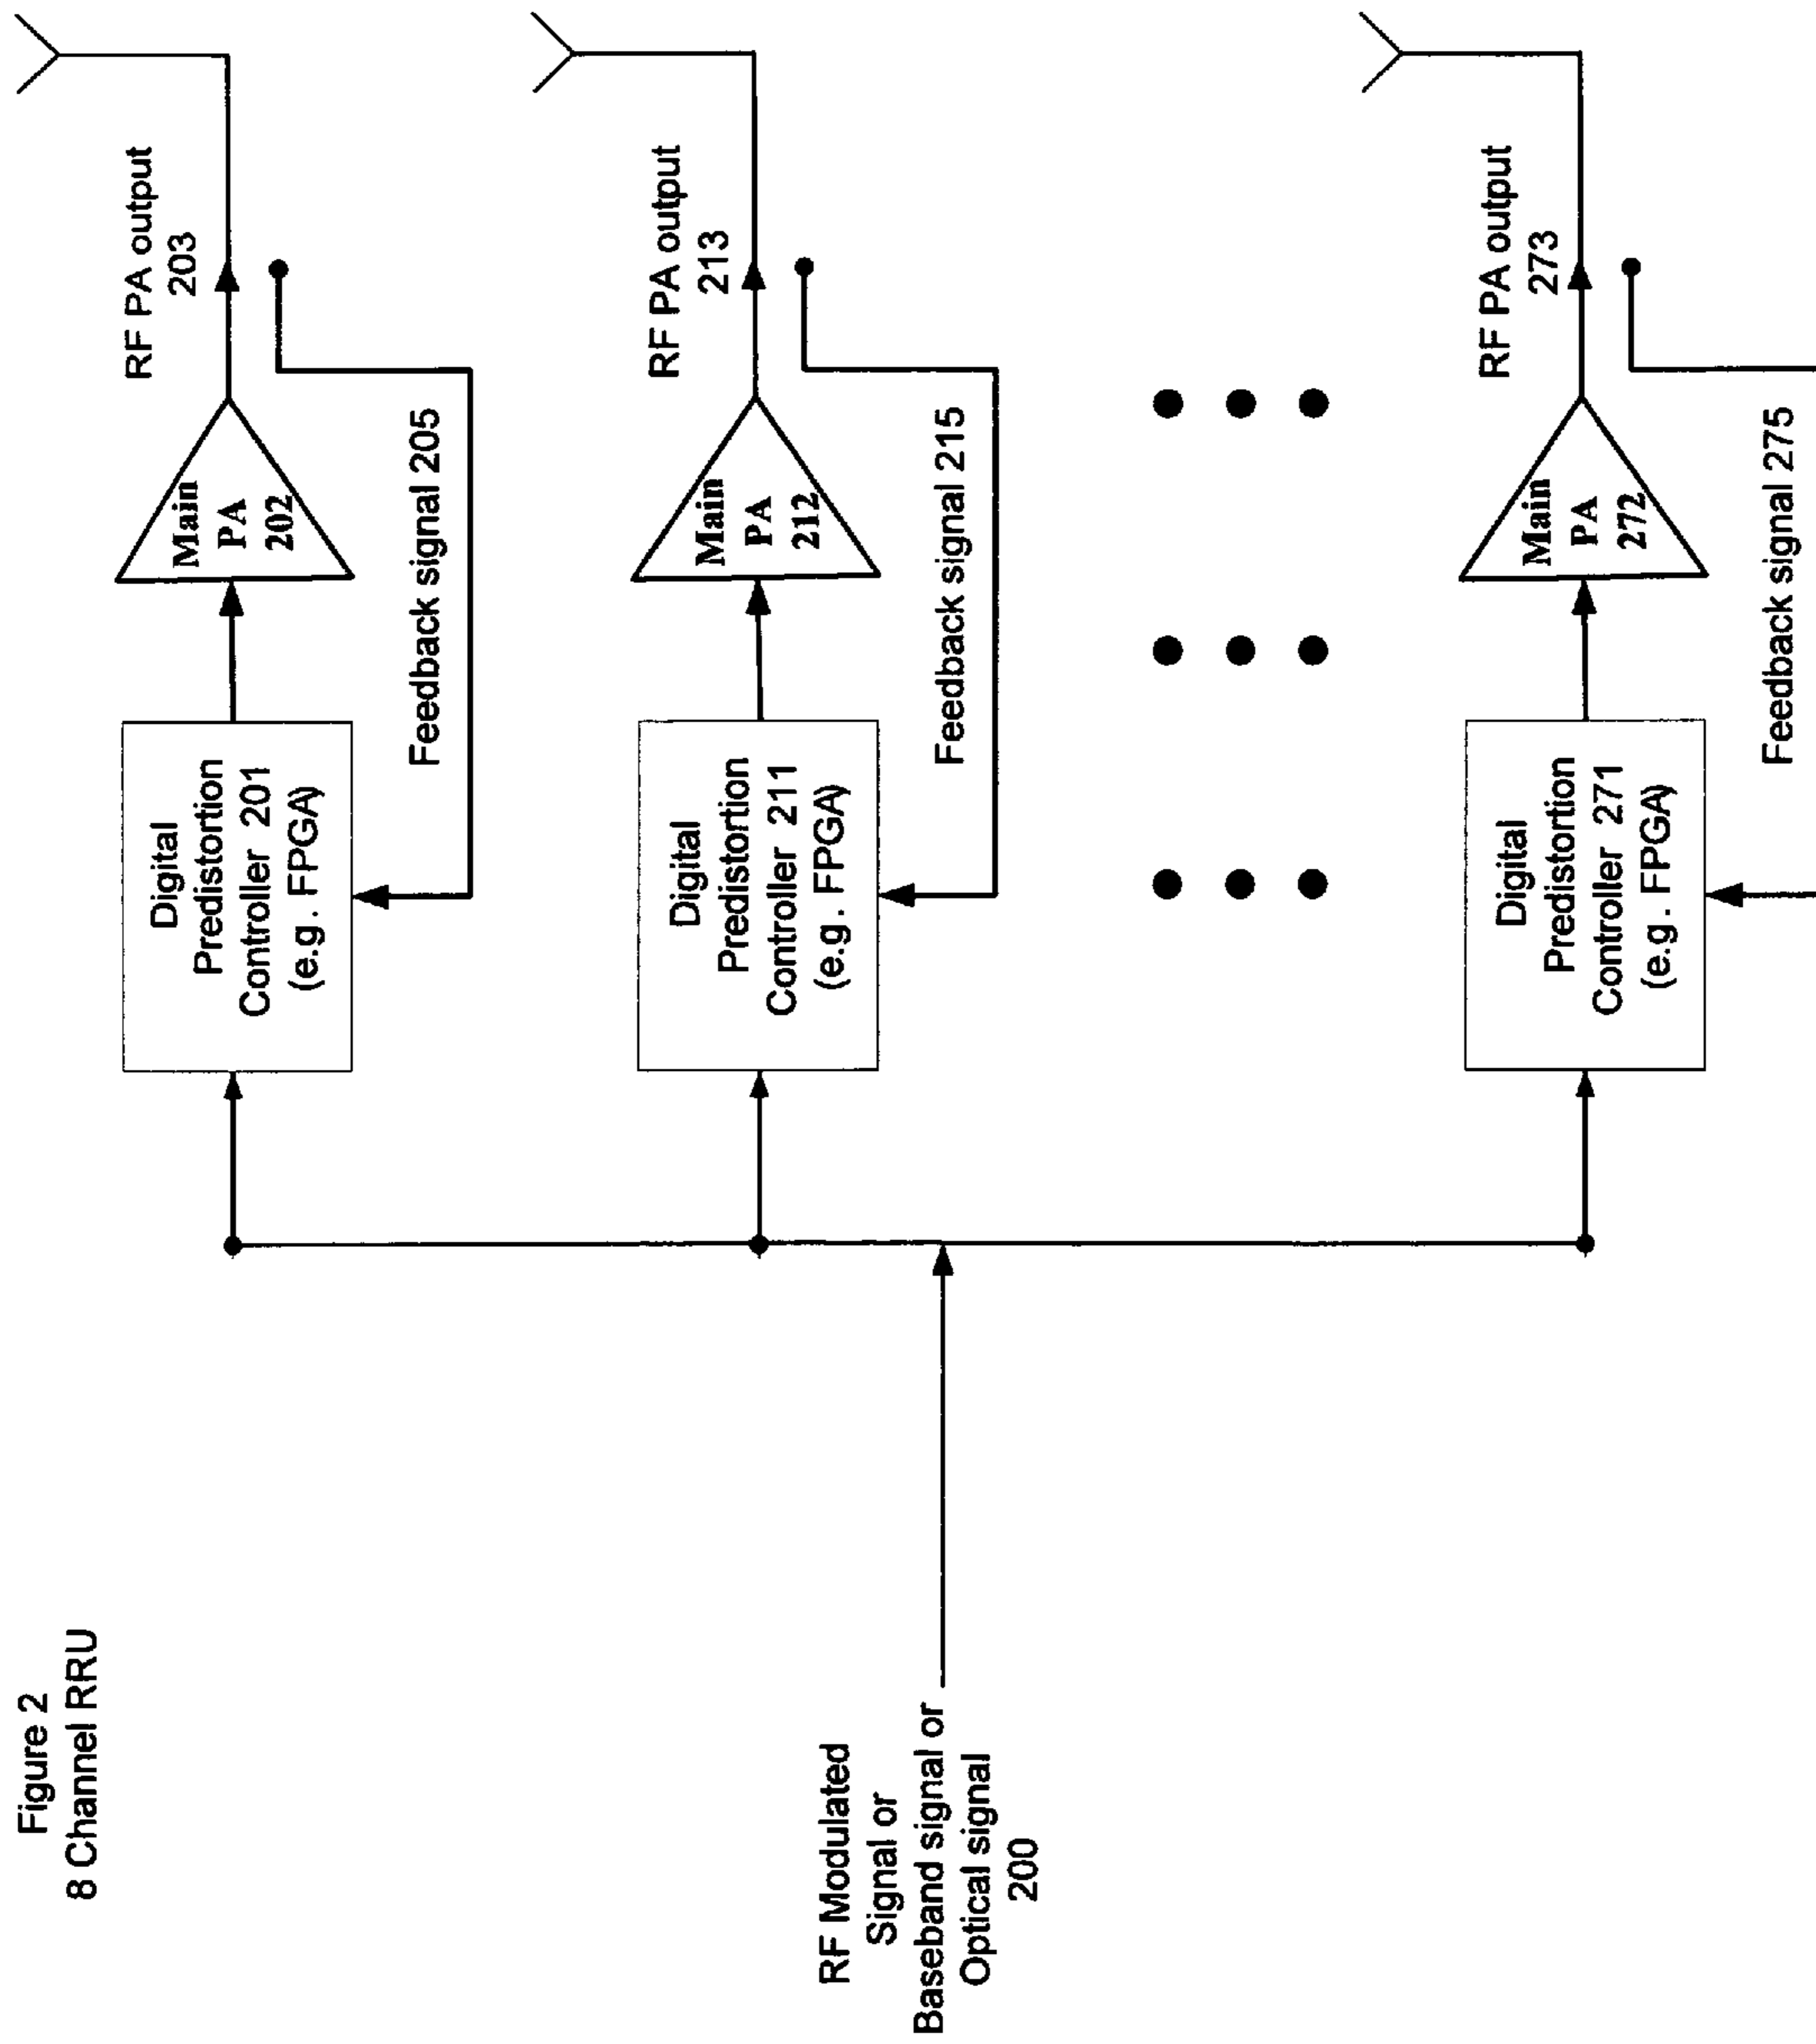 Figure 2
8 Channel RRU
RF Modulated
Signal or
Baseband signal or
Optical signal
200
Digital
Predistortion
Controller 201
(e.g. FPGA)
Main
PA
202
RF PA output
203
Feedback signal 205
Digital
Predistortion
Controller 211
(e.g. FPGA)
Main
PA
212
RF PA output
213
Feedback signal 215
Digital
Predistortion
Controller 271
(e.g. FPGA)
Main
PA
272
RF PA output
273
Feedback signal 275